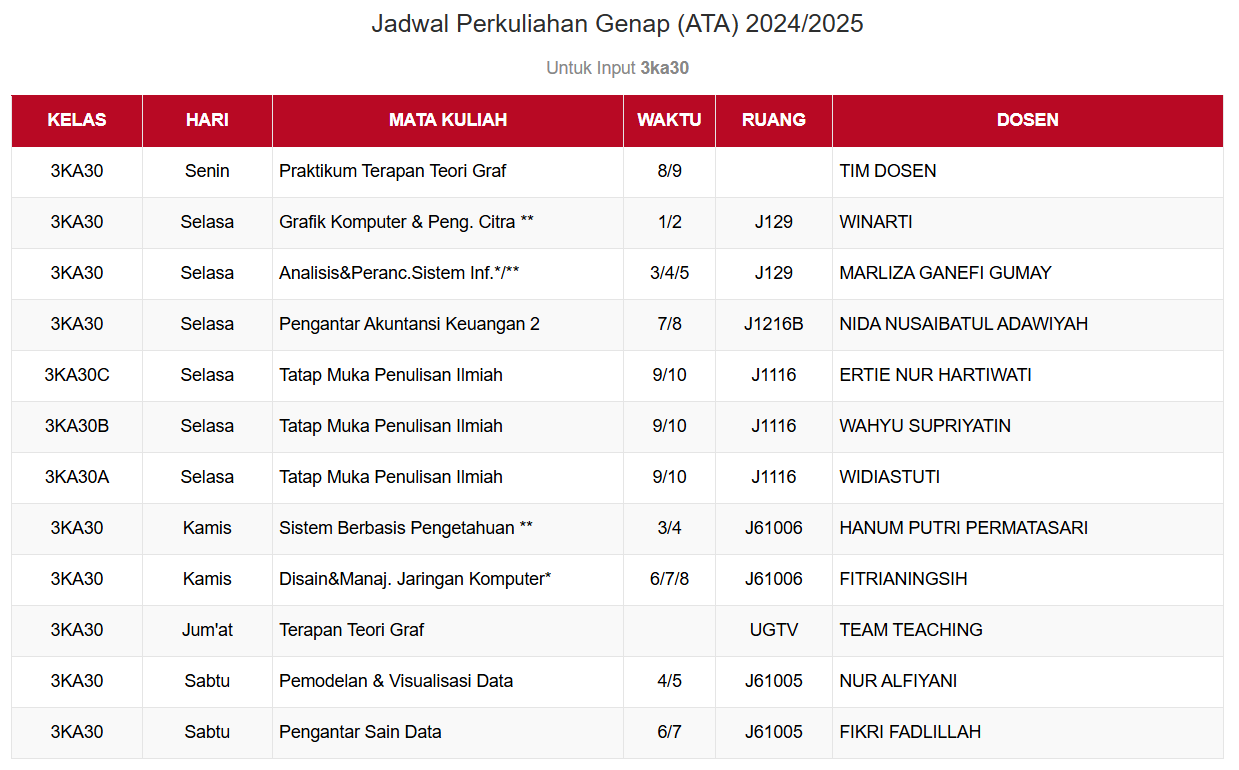 Jadwal Perkuliahan Genap (ATA) 2024/2025
Untuk Input 3ka30
KELAS HARI MATA KULIAH WAKTU RUANG DOSEN
3KA30 Senin Praktikum Terapan Teori Graf 8/9 TIM DOSEN
3KA30 Selasa Grafik Komputer & Peng. Citra ** 1/2 J129 WINARTI
3KA30 Selasa Analisis&Peranc.Sistem Inf.*/** 3/4/5 J129 MARLIZA GANEFI GUMAY
3KA30 Selasa Pengantar Akuntansi Keuangan 2 7/8 J1216B NIDA NUSAIBATUL ADAWIYAH
3KA30C Selasa Tatap Muka Penulisan Ilmiah 9/10 J1116 ERTIE NUR HARTIWATI
3KA30B Selasa Tatap Muka Penulisan Ilmiah 9/10 J1116 WAHYU SUPRIYATIN
3KA30A Selasa Tatap Muka Penulisan Ilmiah 9/10 J1116 WIDIASTUTI
3KA30 Kamis Sistem Berbasis Pengetahuan ** 3/4 J61006 HANUM PUTRI PERMATASARI
3KA30 Kamis Disain&Manaj. Jaringan Komputer* 6/7/8 J61006 FITRIANINGSIH
3KA30 Jum'at Terapan Teori Graf UGTV TEAM TEACHING
3KA30 Sabtu Pemodelan & Visualisasi Data 4/5 J61005 NUR ALFIYANI
3KA30 Sabtu Pengantar Sain Data 6/7 J61005 FIKRI FADLILLAH